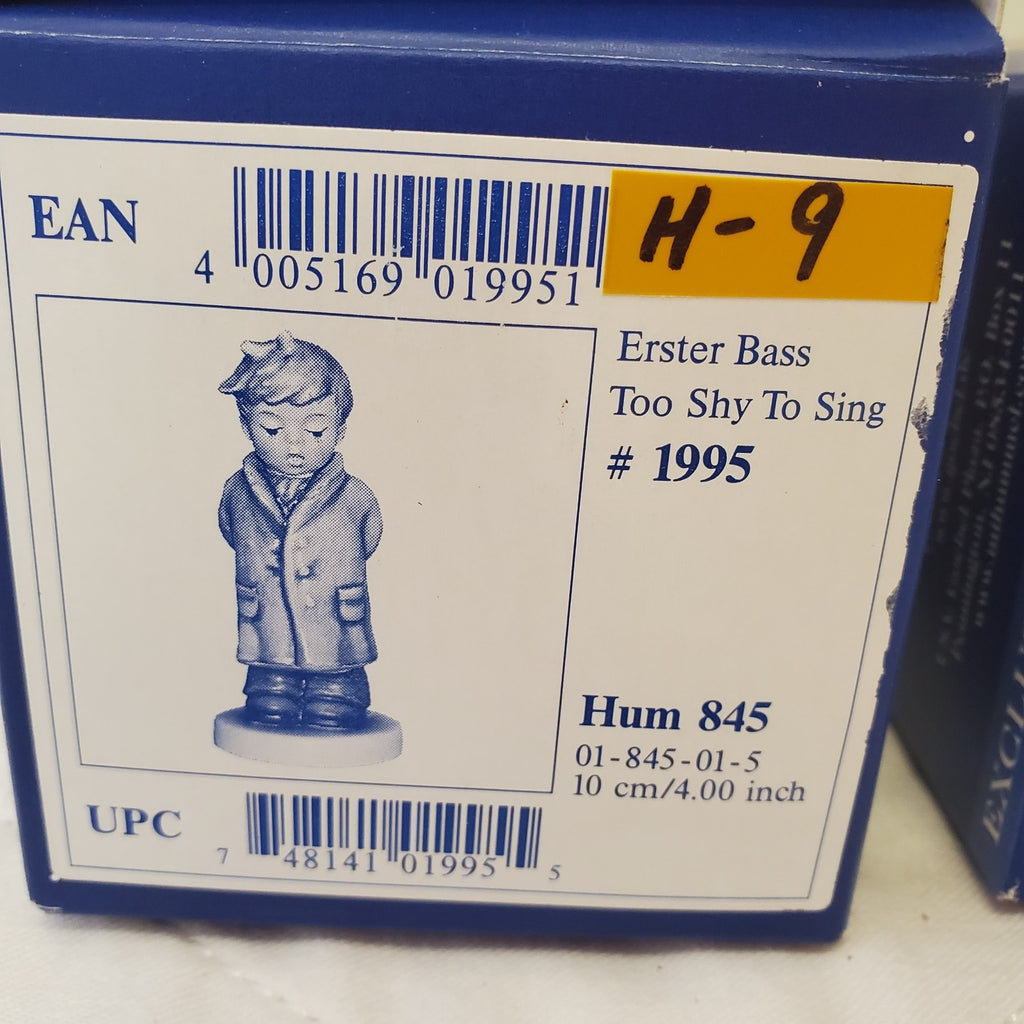 EAN
4 005169 019951
H-9
Erster Bass
Too Shy To Sing
# 1995
Hum 845
01-845-01-5
10 cm/4.00 inch
UPC
7 48141 01995 5